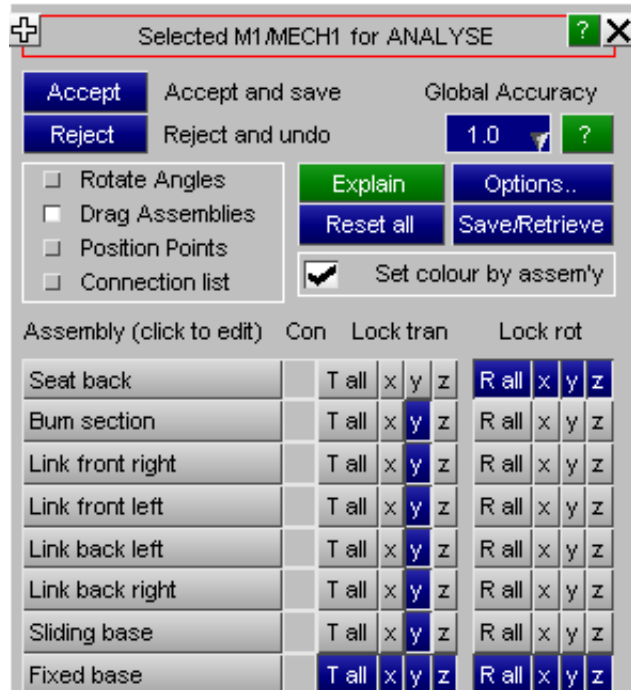 Selected M1/MECH1 for ANALYSE ? X
Accept Accept and save Global Accuracy
Reject Reject and undo 1.0 ?
Rotate Angles Explain Options..
Drag Assemblies Reset all Save/Retrieve
Position Points
Connection list Set colour by assem'y
Assembly (click to edit) Con Lock tran Lock rot
Seat back T all x y z R all x y z
Bum section T all x y z R all x y z
Link front right T all x y z R all x y z
Link front left T all x y z R all x y z
Link back left T all x y z R all x y z
Link back right T all x y z R all x y z
Sliding base T all x y z R all x y z
Fixed base T all x y z R all x y z